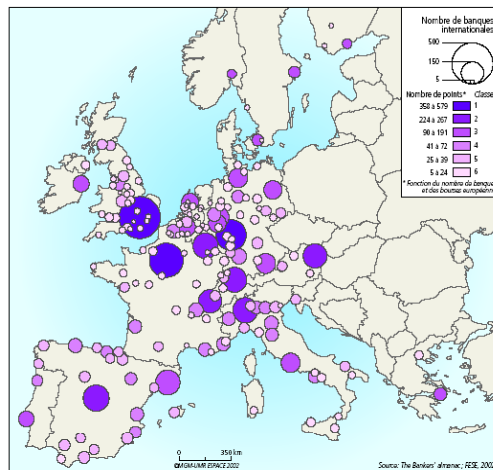 Nombre de banques
internationales
500
150
5
Nombre de points* Classe
358 à 579 1
224 à 267 2
90 à 191 3
41 à 72 4
25 à 39 5
5 à 24 6
* Fonction du nombre de banques
et des bourses européennes
0 350 km
©MGM-UMR ESPACE 2002
Source: The Bankers' almanec; FESE, 2002